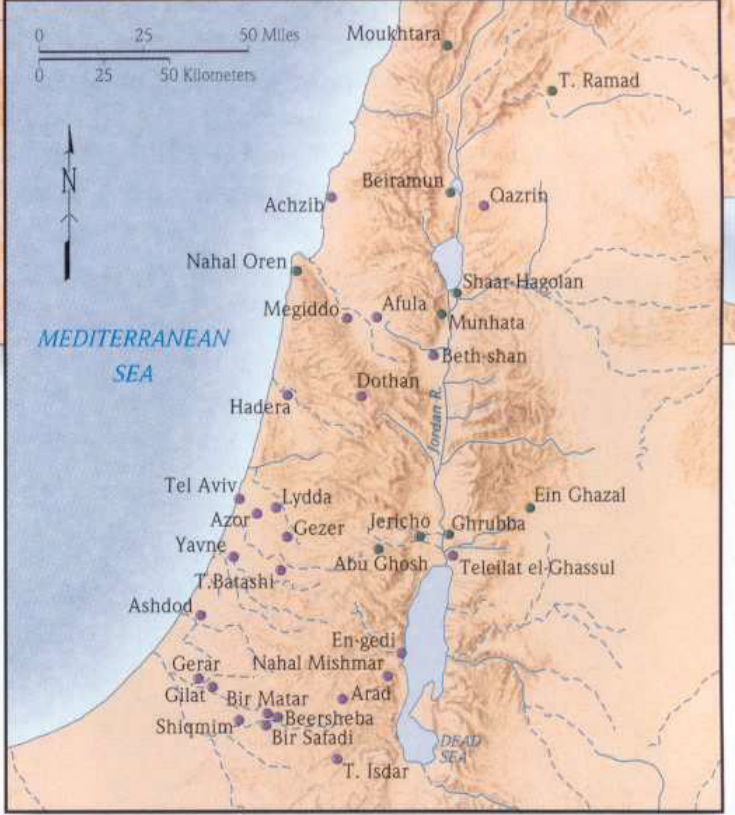 0 25 50 Miles
0 25 50 Kilometers
Moukhtara
T. Ramad
N
Beiramun
Qazrin
Achzib
Nahal Oren
Shaar-Hagolan
Megiddo
Afula
Munhata
MEDITERRANEAN
SEA
Beth-shan
Dothan
Hadera
Jordan R.
Tel Aviv
Lydda
Ein Ghazal
Azor
Gezer
Jericho
Ghrubba
Yavne
Abu Ghosh
Teleilat el-Ghassul
T.Batashi
Ashdod
En-gedi
Gerar
Nahal Mishmar
Gilat
Bir Matar
Arad
Shiqmim
Beersheba
Bir Safadi
DEAD
SEA
T. Isdar